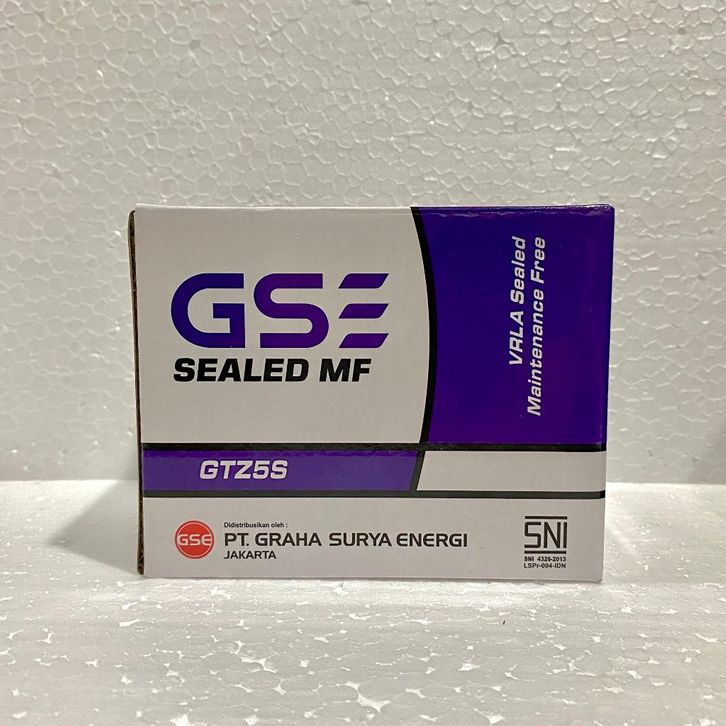 GSE
SEALED MF
VRLA Sealed
Maintenance Free
GTZ5S
GSE
Didistribusikan oleh :
PT. GRAHA SURYA ENERGI
JAKARTA
SNI
SNI 4326-2013
LSPr-004-IDN